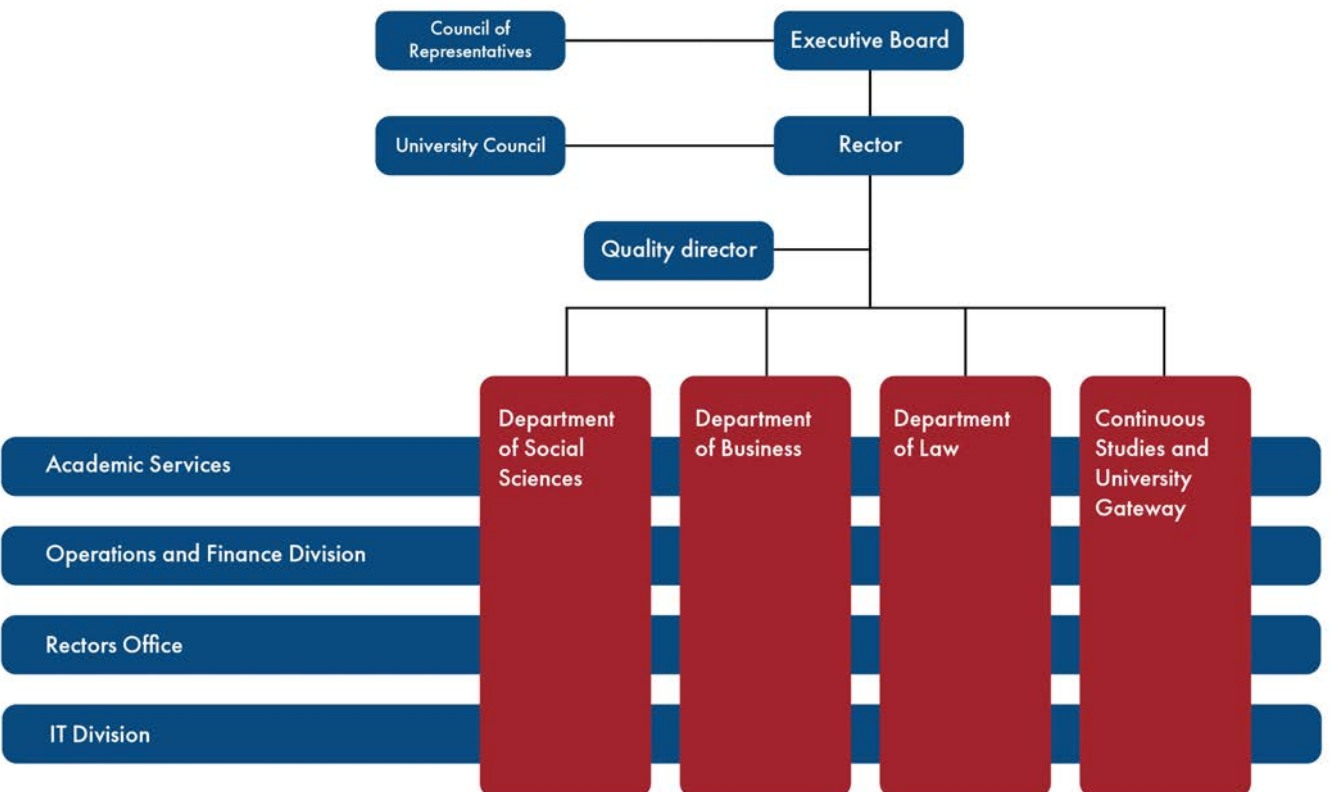 Council of
Representatives
Executive Board
University Council
Rector
Quality director
Department
of Social
Sciences
Department
of Business
Department
of Law
Continuous
Studies and
University
Gateway
Academic Services
Operations and Finance Division
Rectors Office
IT Division